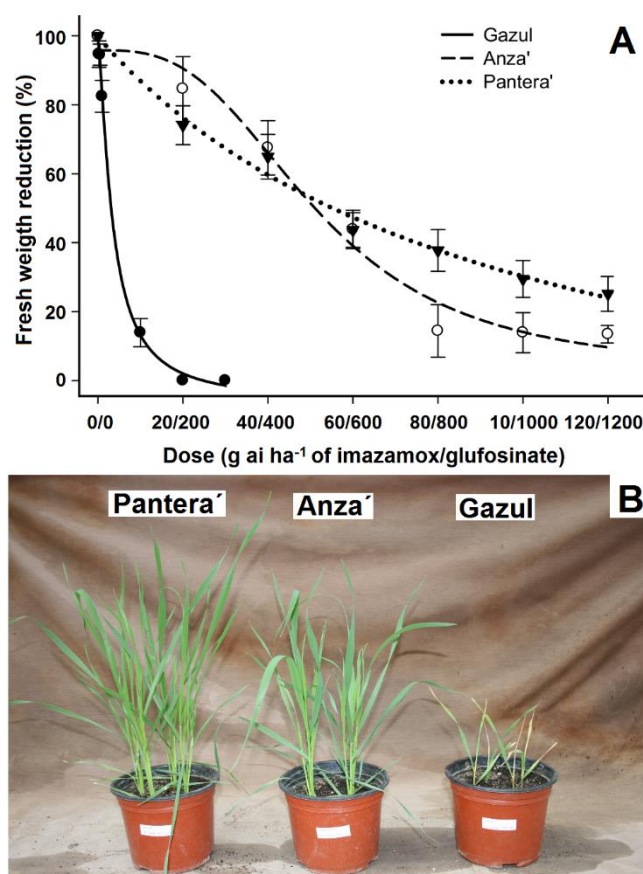 A
Gazul
Anza'
Pantera'
Fresh weigth reduction (%)
100
80
60
40
20
0
0/0 20/200 40/400 60/600 80/800 10/1000 120/1200
Dose (g ai ha⁻¹ of imazamox/glufosinate)
B
Pantera´ Anza´ Gazul